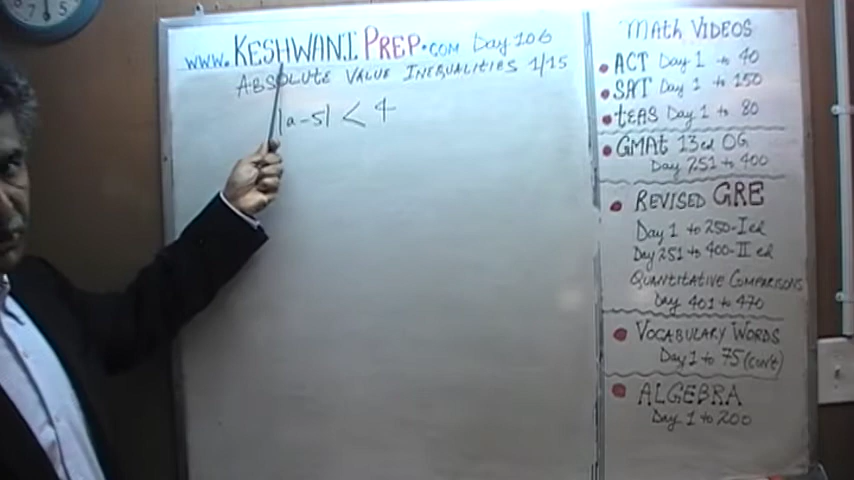 www.KESHWANI PREP.COM Day 106
ABSOLUTE VALUE INEQUALITIES 1/15
|a-5| < 4
MATH VIDEOS
ACT Day 1 to 40
SAT Day 1 to 150
tEAS Day 1 to 80
GMAt 13ed OG
Day 251 to 400
REVISED GRE
Day 1 to 250-I ed
Day 251 to 400-II ed
QUANTITATIVE COMPARISONS
Day 401 to 470
VOCABULARY WORDS
Day 1 to 75 (con't)
ALGEBRA
Day 1 to 200